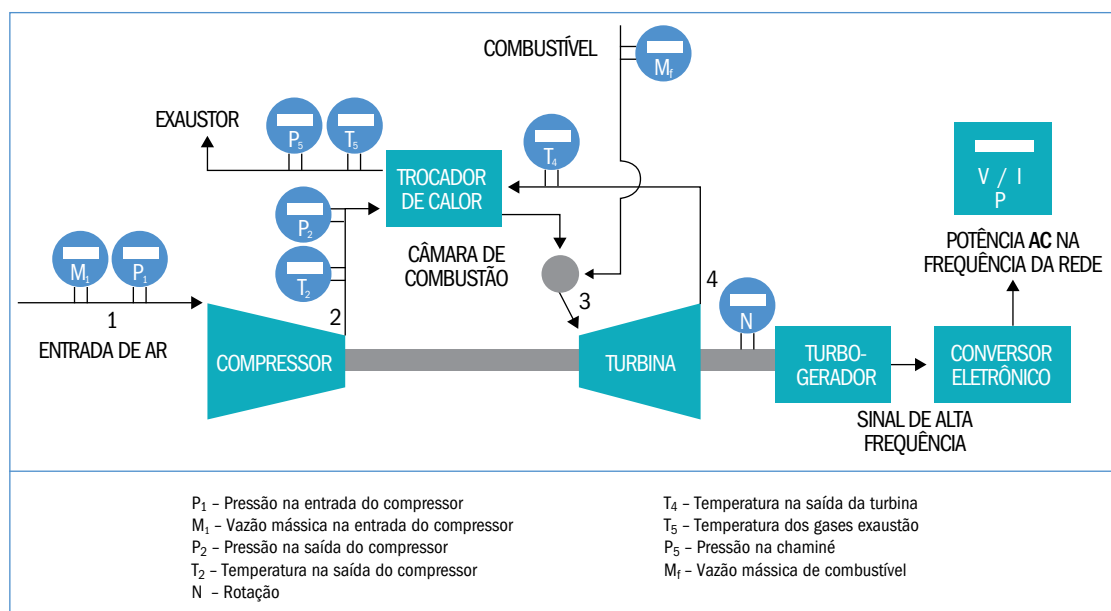 COMBUSTÍVEL
M_f
EXAUSTOR
P₅
T₅
T₄
TROCADOR
DE CALOR
V / I
P
P₂
CÂMARA DE
COMBUSTÃO
POTÊNCIA AC NA
FREQUÊNCIA DA REDE
M₁
P₁
T₂
1
2
3
4
N
ENTRADA DE AR
COMPRESSOR
TURBINA
TURBO-
GERADOR
CONVERSOR
ELETRÔNICO
SINAL DE ALTA
FREQUÊNCIA
P₁ – Pressão na entrada do compressor
M₁ – Vazão mássica na entrada do compressor
P₂ – Pressão na saída do compressor
T₂ – Temperatura na saída do compressor
N – Rotação
T₄ – Temperatura na saída da turbina
T₅ – Temperatura dos gases exaustão
P₅ – Pressão na chaminé
M_f – Vazão mássica de combustível